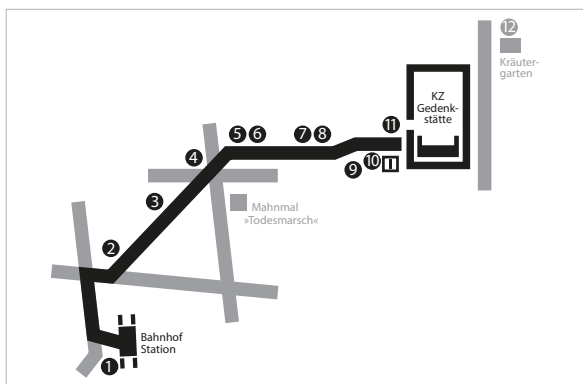 12
Kräuter-
garten
KZ
Gedenk-
stätte
11
5 6
7 8
4
10 i
9
3
Mahnmal
»Todesmarsch«
2
Bahnhof
Station
1